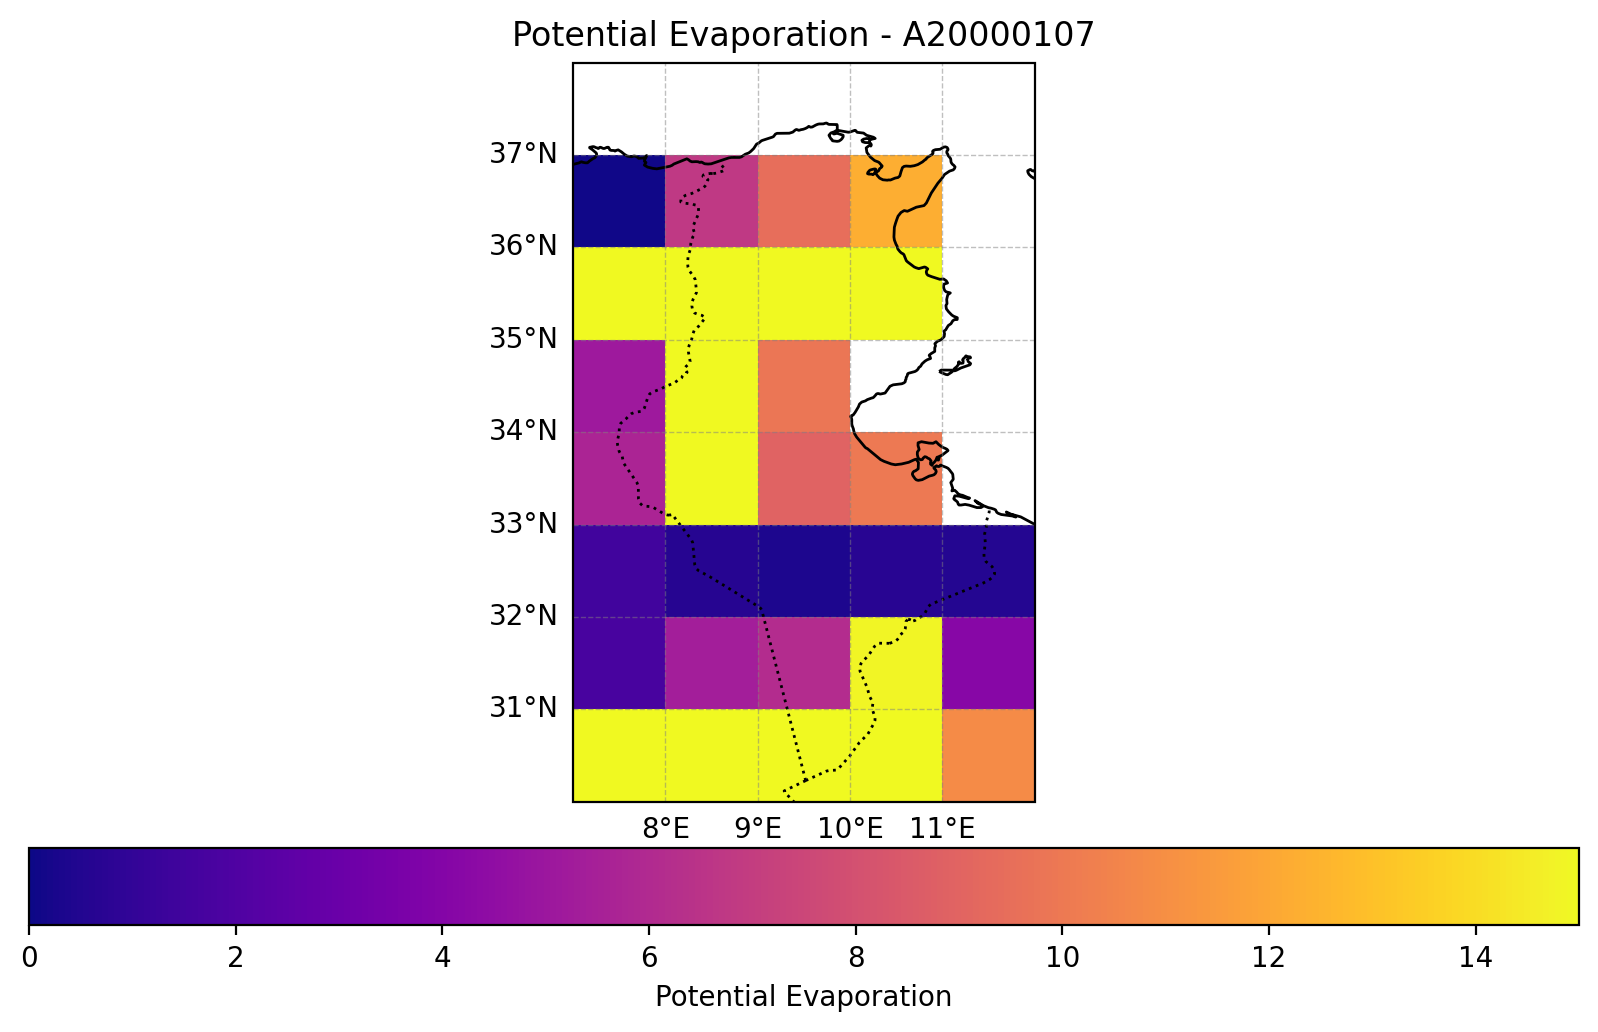 Potential Evaporation - A20000107
37°N
36°N
35°N
34°N
33°N
32°N
31°N
8°E 9°E 10°E 11°E
0 2 4 6 8 10 12 14
Potential Evaporation